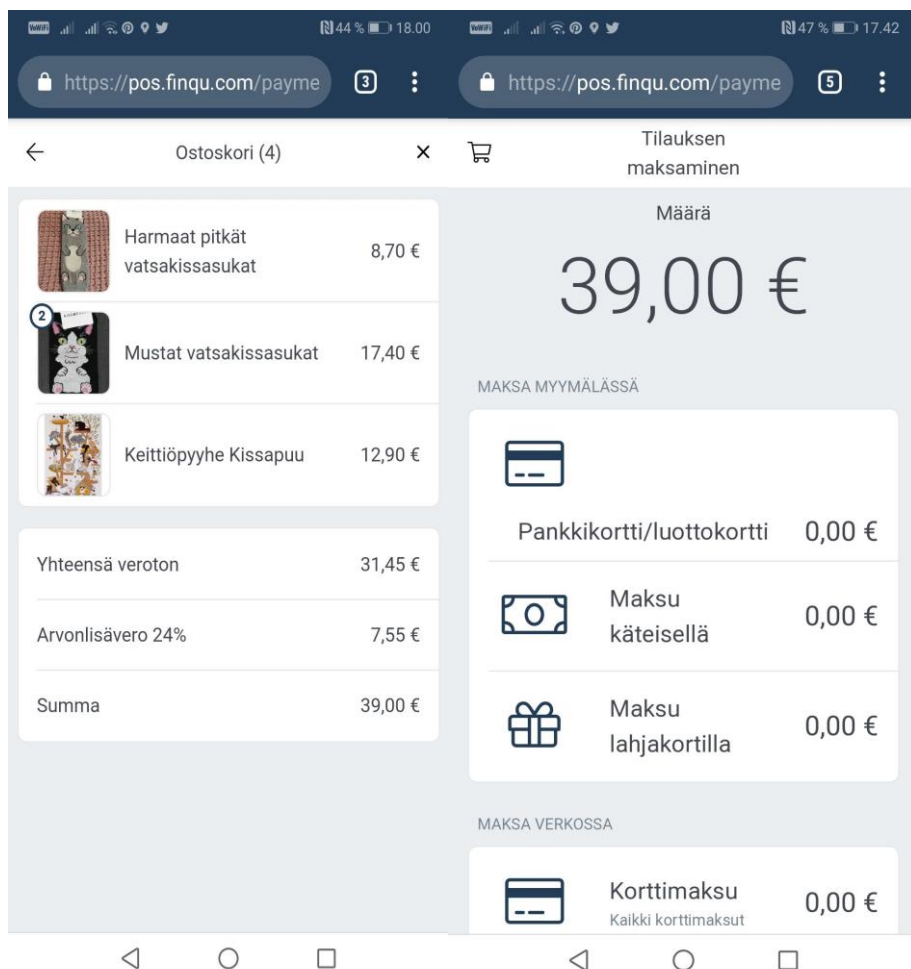 VoWiFi
44 % 18.00
https://pos.finqu.com/payme
3
Ostoskori (4)
Harmaat pitkät
vatsakissasukat
8,70 €
2
Mustat vatsakissasukat
17,40 €
Keittiöpyyhe Kissapuu
12,90 €
Yhteensä veroton
31,45 €
Arvonlisävero 24%
7,55 €
Summa
39,00 €
VoWiFi
47 % 17.42
https://pos.finqu.com/payme
5
Tilauksen
maksaminen
Määrä
39,00 €
MAKSA MYYMÄLÄSSÄ
Pankkikortti/luottokortti
0,00 €
Maksu
käteisellä
0,00 €
Maksu
lahjakortilla
0,00 €
MAKSA VERKOSSA
Korttimaksu
Kaikki korttimaksut
0,00 €